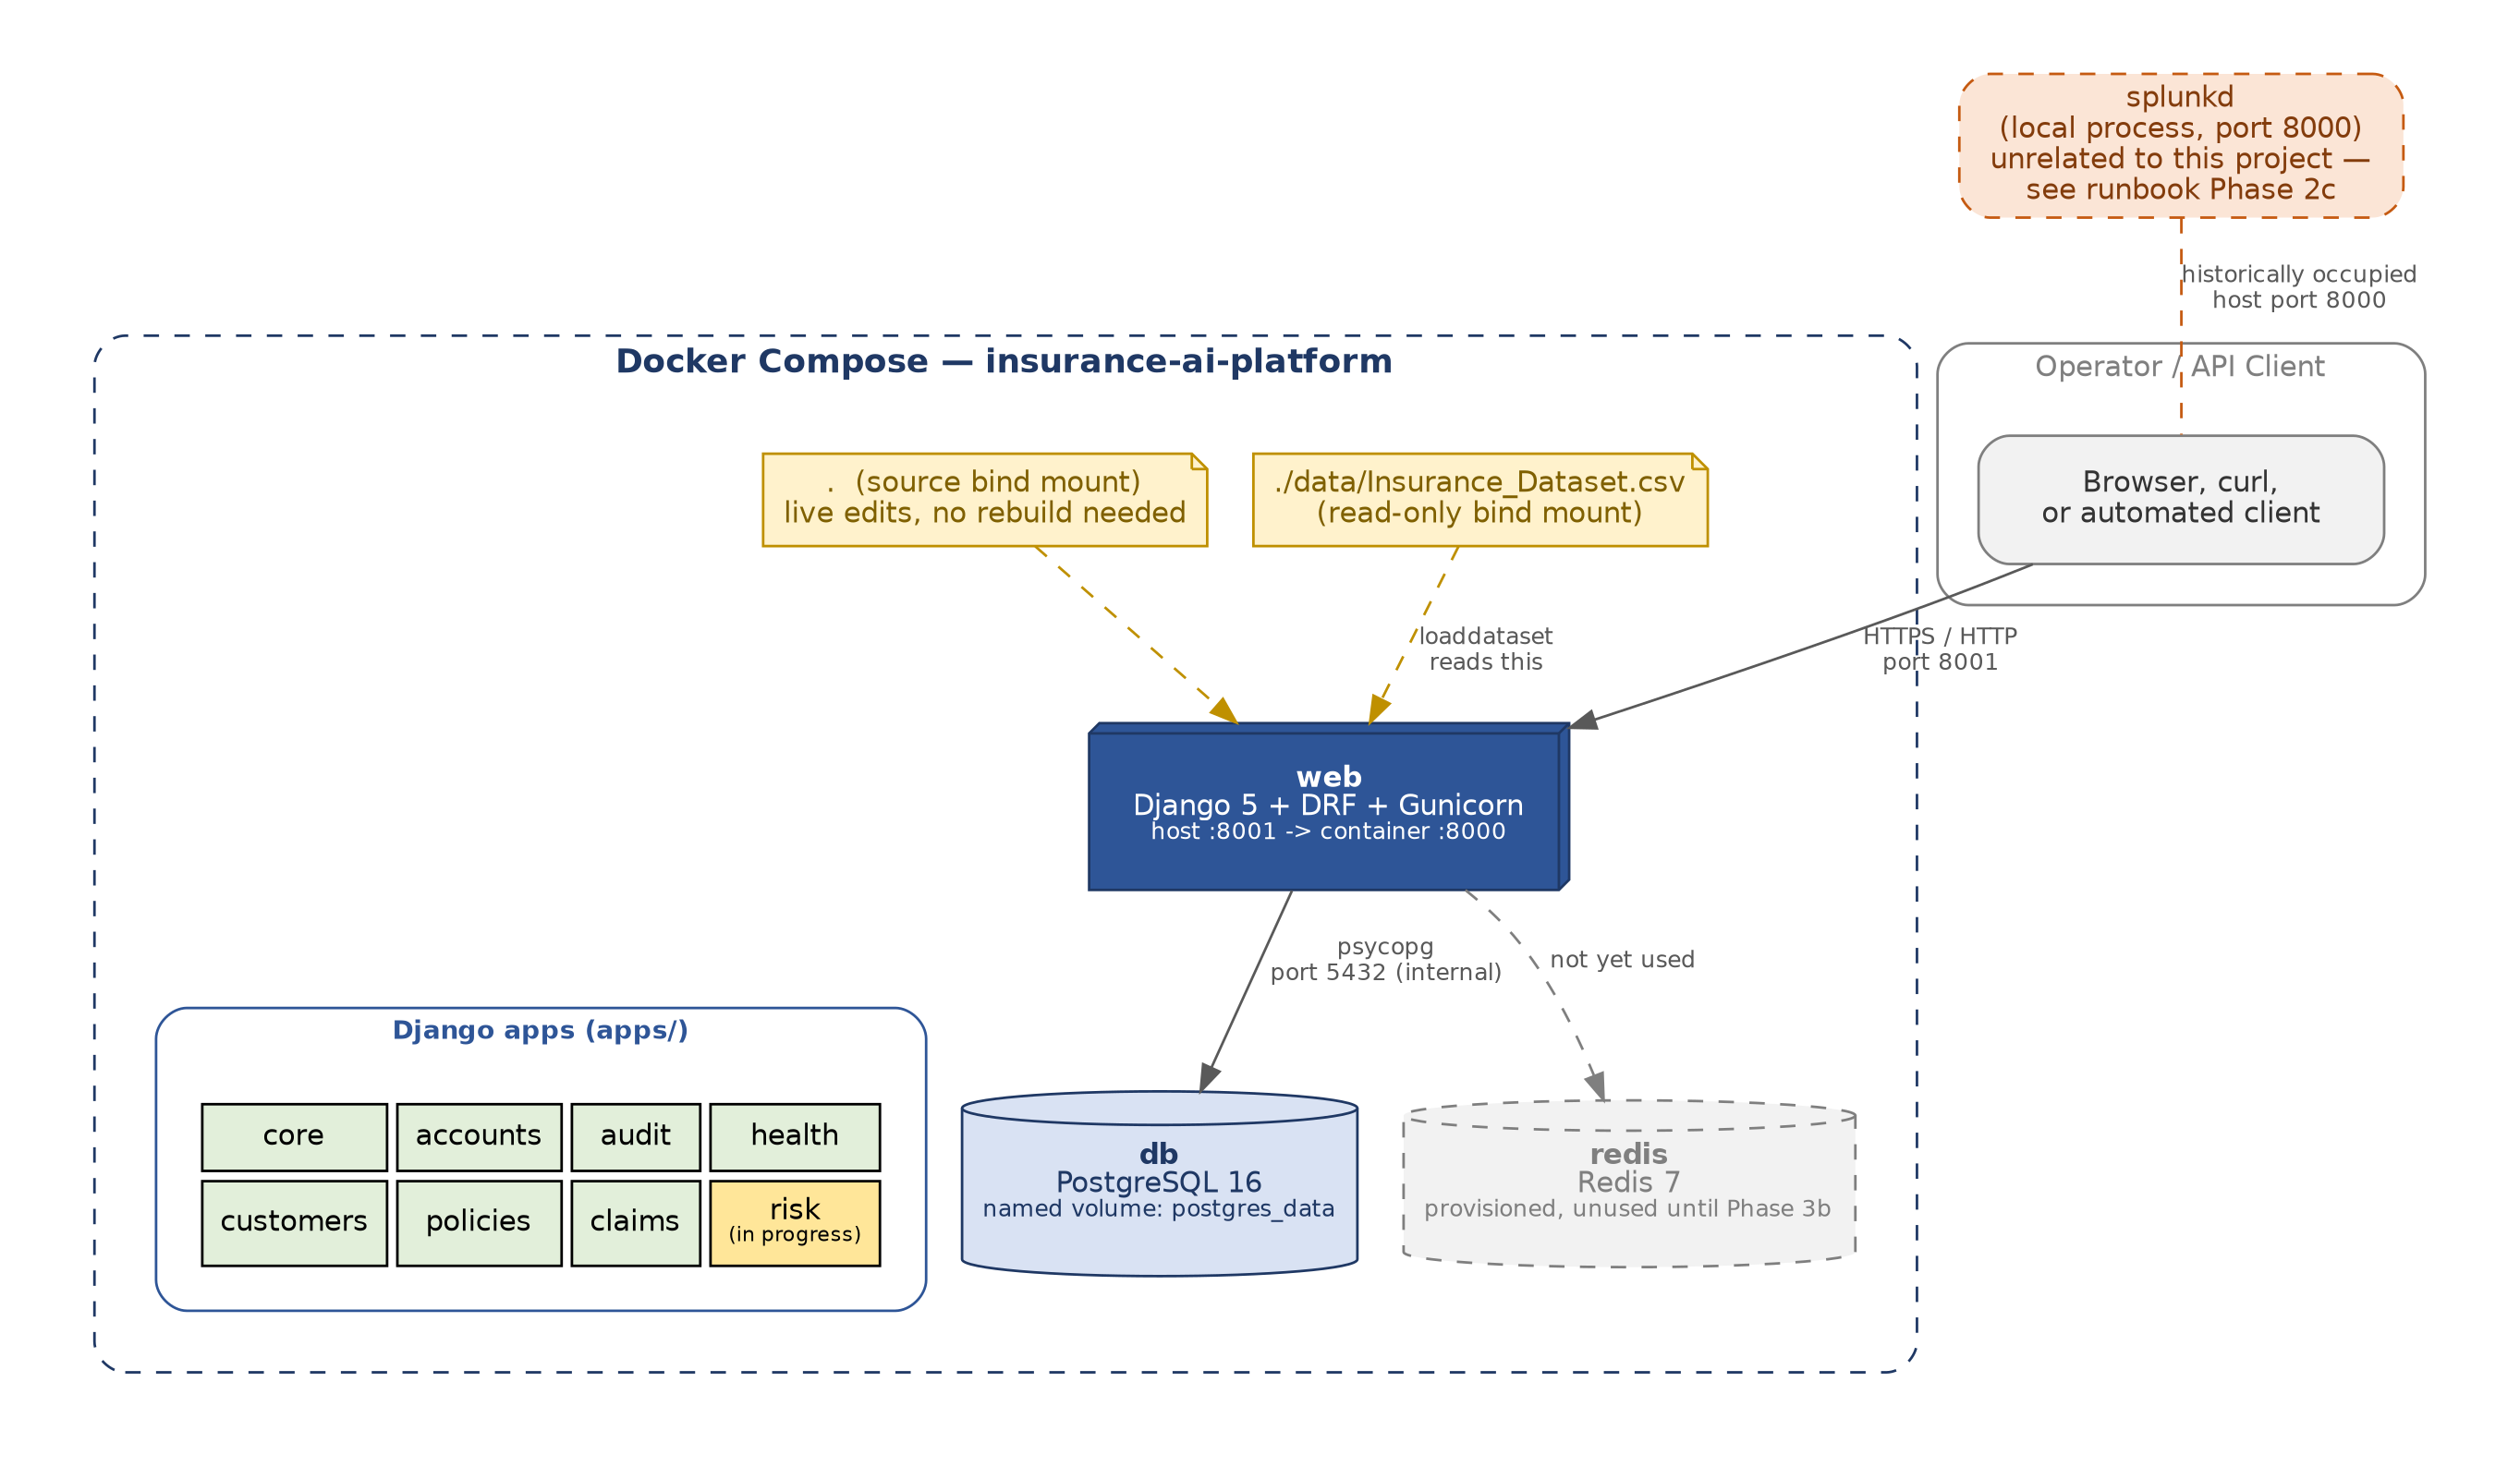 splunkd
(local process, port 8000)
unrelated to this project —
see runbook Phase 2c
historically occupied
host port 8000
Docker Compose — insurance-ai-platform
Operator / API Client
. (source bind mount)
live edits, no rebuild needed
./data/Insurance_Dataset.csv
(read-only bind mount)
Browser, curl,
or automated client
loaddataset
reads this
HTTPS / HTTP
port 8001
web
Django 5 + DRF + Gunicorn
host :8001 -> container :8000
psycopg
port 5432 (internal)
not yet used
Django apps (apps/)
core
accounts
audit
health
customers
policies
claims
risk
(in progress)
db
PostgreSQL 16
named volume: postgres_data
redis
Redis 7
provisioned, unused until Phase 3b